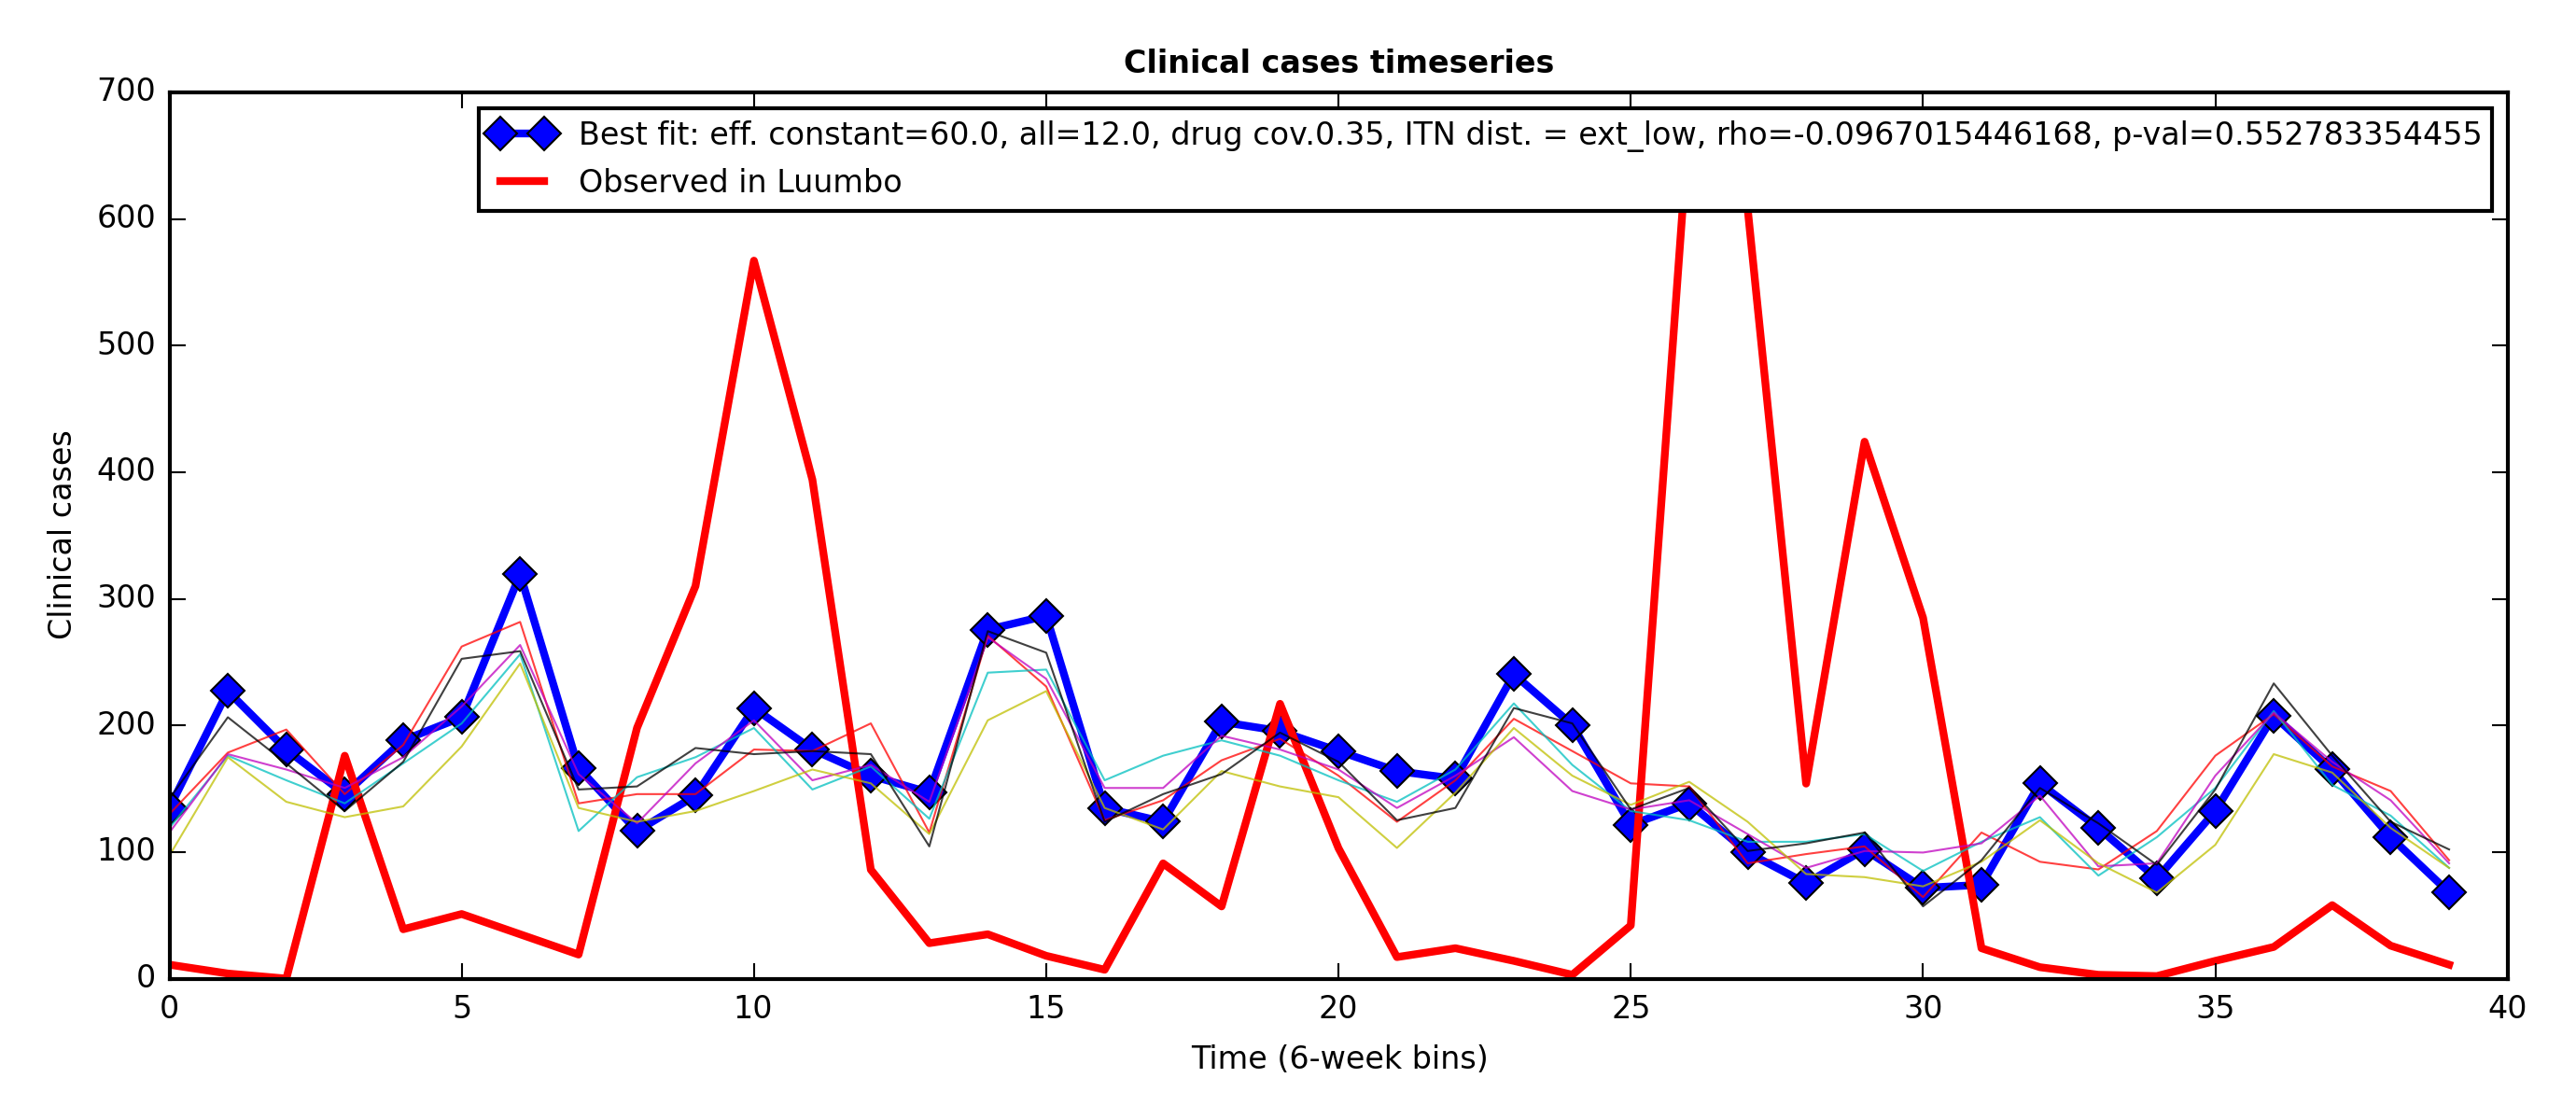 Clinical cases timeseries
700
600
500
400
300
200
100
0
Clinical cases
Best fit: eff. constant=60.0, all=12.0, drug cov.0.35, ITN dist. = ext_low, rho=-0.0967015446168, p-val=0.552783354455
Observed in Luumbo
0 5 10 15 20 25 30 35 40
Time (6-week bins)